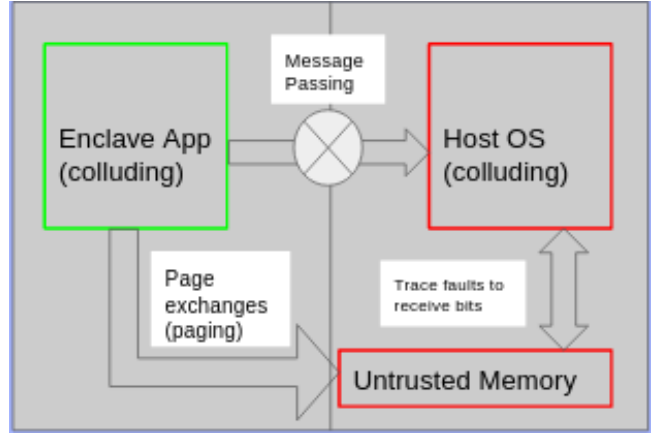 Message
Passing
Enclave App
(colluding)
Host OS
(colluding)
Page
exchanges
(paging)
Trace faults to
receive bits
Untrusted Memory